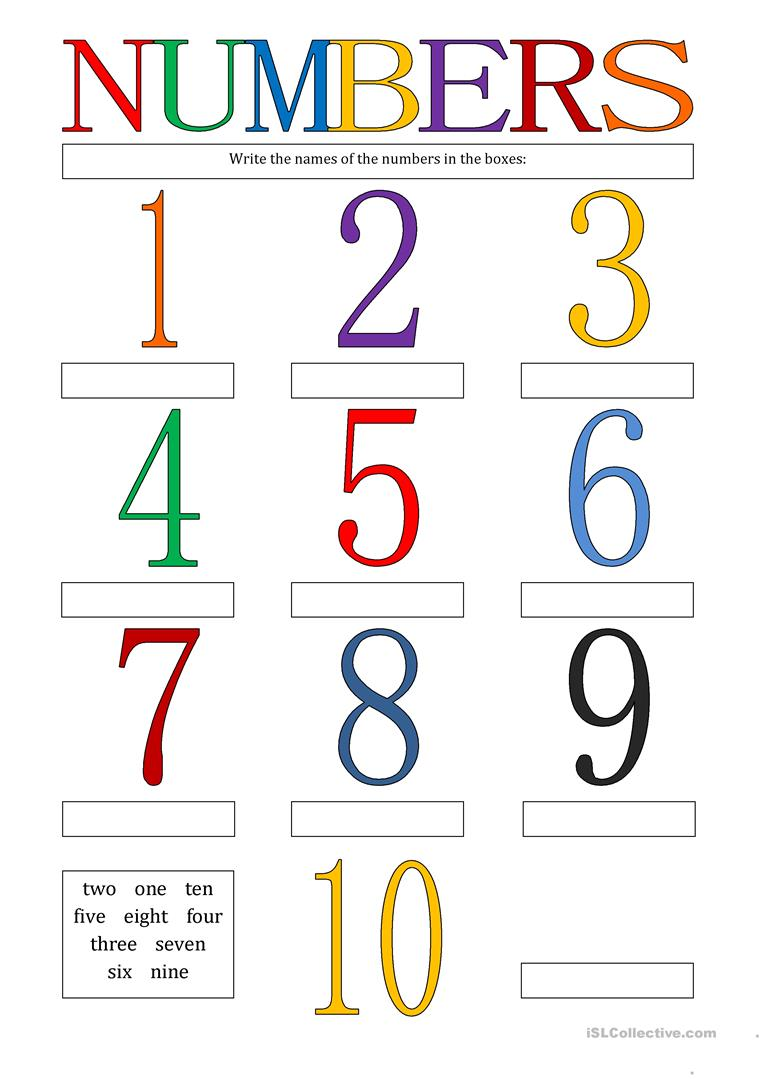 NUMBERS
Write the names of the numbers in the boxes:
1 2 3
4 5 6
7 8 9
two one ten
five eight four
three seven
six nine
10
iSLCollective.com